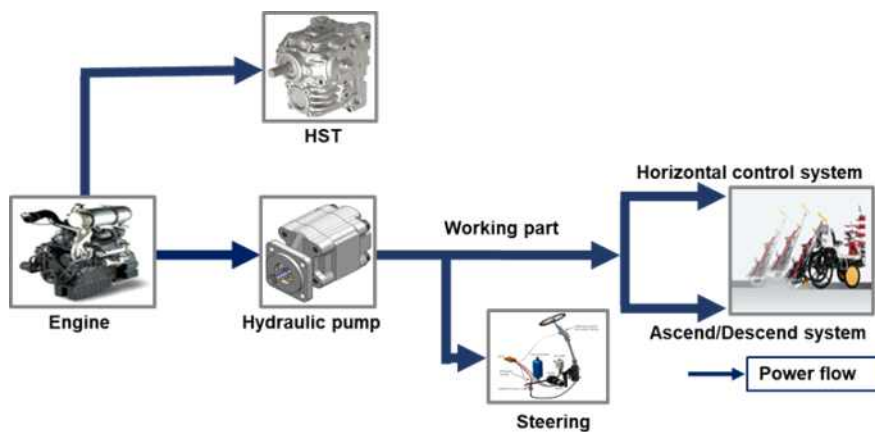 HST
Horizontal control system
Working part
Engine
Hydraulic pump
Ascend/Descend system
Power flow
Steering